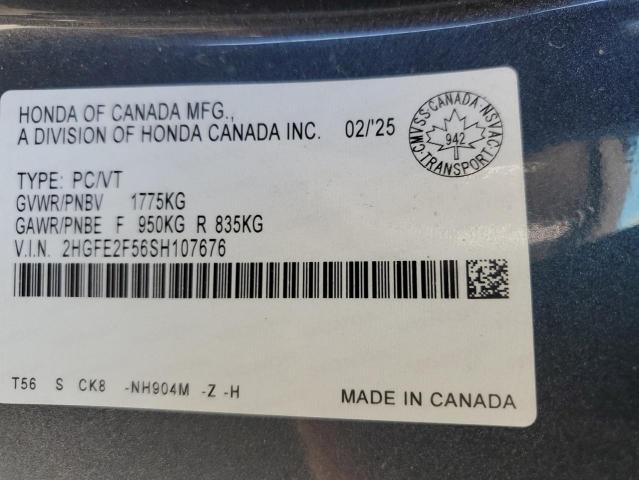 HONDA OF CANADA MFG.,
A DIVISION OF HONDA CANADA INC. 02/'25
CMVSS·CANADA·NSVAC·TRANSPORT
942
TYPE: PC/VT
GVWR/PNBV 1775KG
GAWR/PNBE F 950KG R 835KG
V.I.N. 2HGFE2F56SH107676
T56 S CK8 -NH904M -Z -H
MADE IN CANADA